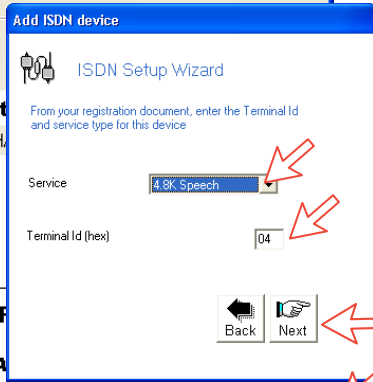 Add ISDN device
ISDN Setup Wizard
From your registration document, enter the Terminal Id
and service type for this device
Service
4.8K Speech
Terminal Id (hex)
04
Back
Next